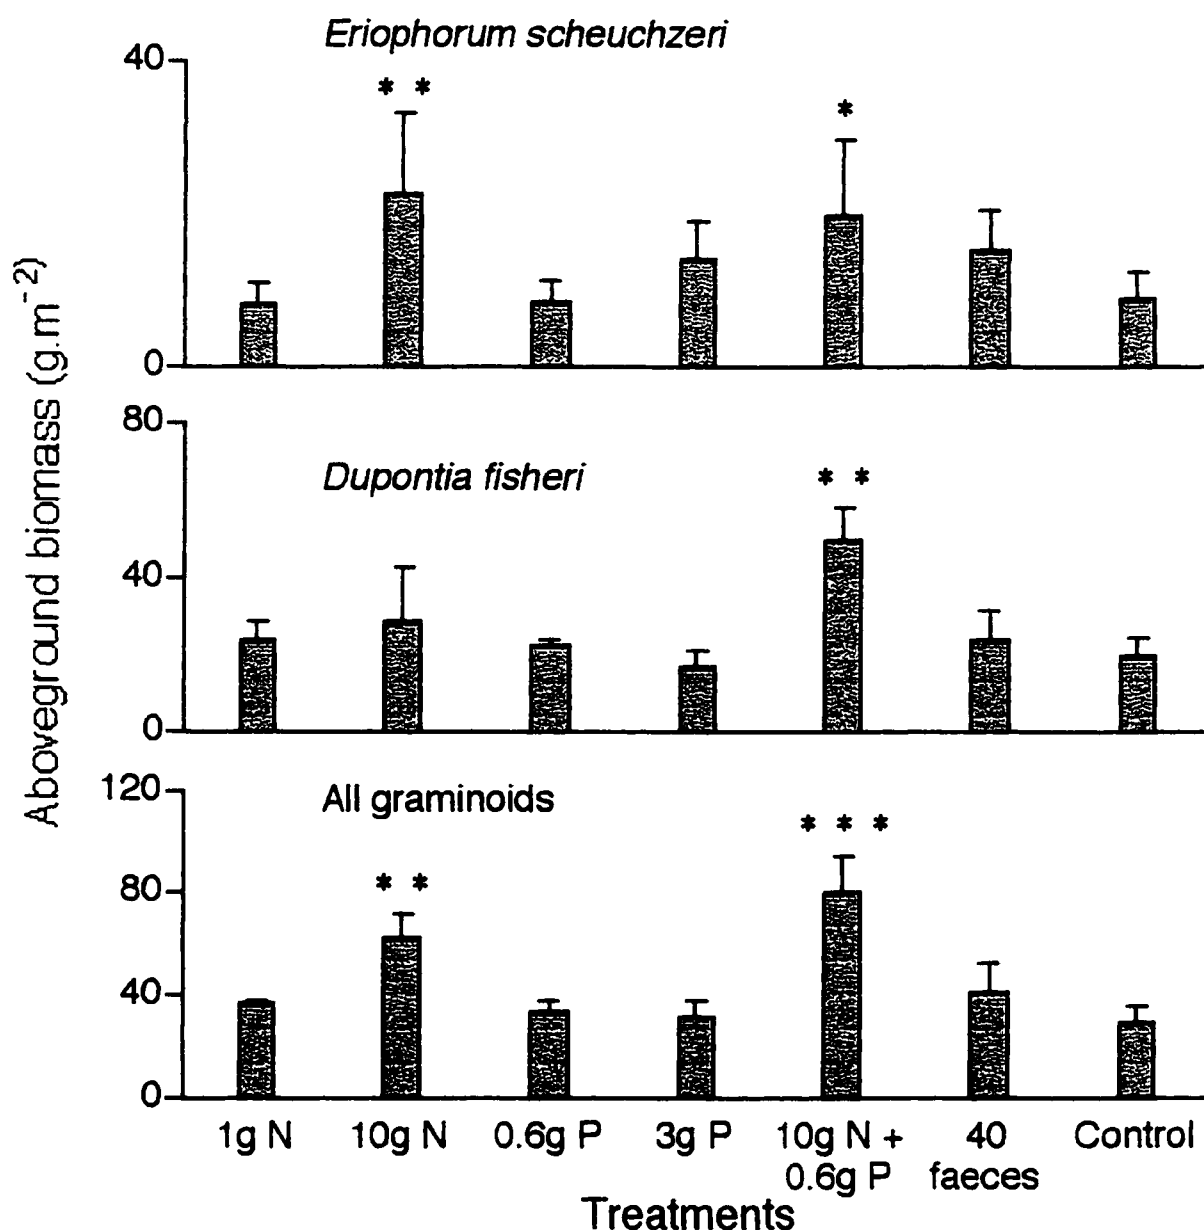 Eriophorum scheuchzeri
40
* *
*
0
80
Dupontia fisheri
* *
40
0
120
All graminoids
* * *
80
* *
40
0
Aboveground biomass (g.m-2)
1g N 10g N 0.6g P 3g P 10g N + 40 Control
0.6g P faeces
Treatments